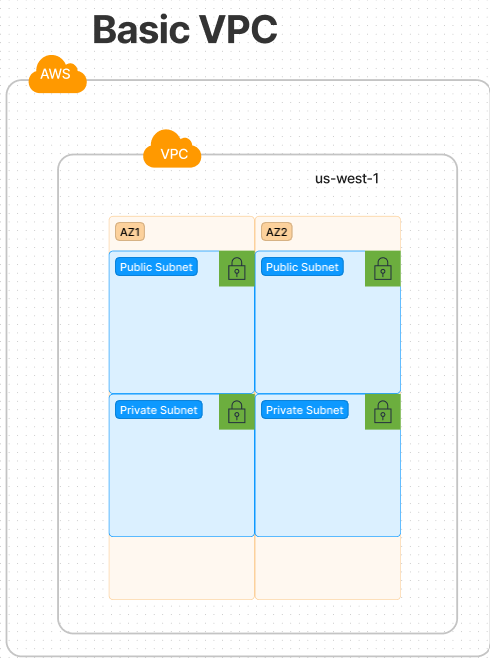 Basic VPC
AWS
VPC
us-west-1
AZ1
AZ2
Public Subnet
Public Subnet
Private Subnet
Private Subnet